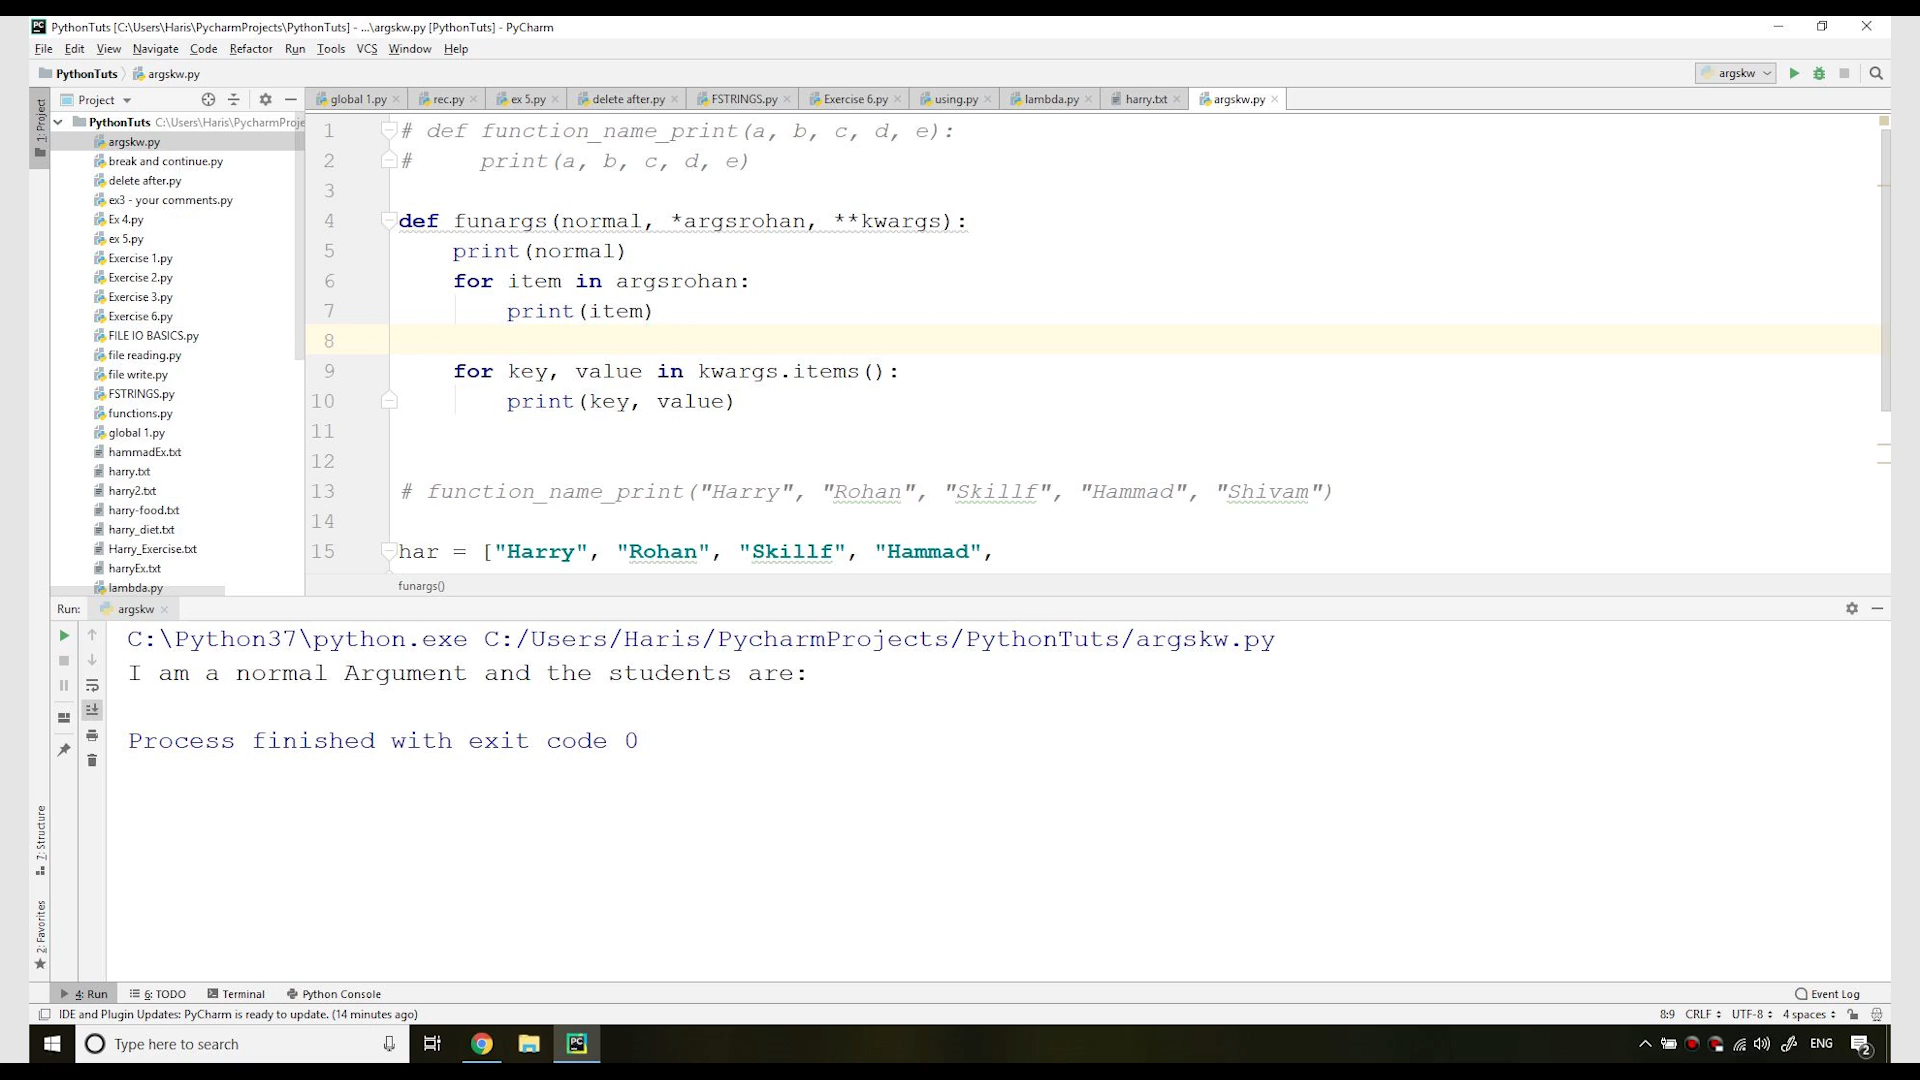 PythonTuts [C:\Users\Haris\PycharmProjects\PythonTuts] - ...\argskw.py [PythonTuts] - PyCharm
File Edit View Navigate Code Refactor Run Tools VCS Window Help
PythonTuts argskw.py argskw
1: Project
Project
global 1.py rec.py ex 5.py delete after.py FSTRINGS.py Exercise 6.py using.py lambda.py harry.txt argskw.py
PythonTuts C:\Users\Haris\PycharmProje
argskw.py
break and continue.py
delete after.py
ex3 - your comments.py
Ex 4.py
ex 5.py
Exercise 1.py
Exercise 2.py
Exercise 3.py
Exercise 6.py
FILE IO BASICS.py
file reading.py
file write.py
FSTRINGS.py
functions.py
global 1.py
hammadEx.txt
harry.txt
harry2.txt
harry-food.txt
harry_diet.txt
Harry_Exercise.txt
harryEx.txt
lambda.py
1 # def function_name_print(a, b, c, d, e):
2 #     print(a, b, c, d, e)
3
4 def funargs(normal, *argsrohan, **kwargs):
5     print(normal)
6     for item in argsrohan:
7         print(item)
8
9     for key, value in kwargs.items():
10         print(key, value)
11
12
13 # function_name_print("Harry", "Rohan", "Skillf", "Hammad", "Shivam")
14
15 har = ["Harry", "Rohan", "Skillf", "Hammad",
funargs()
Run: argskw
C:\Python37\python.exe C:/Users/Haris/PycharmProjects/PythonTuts/argskw.py
I am a normal Argument and the students are:
Process finished with exit code 0
7: Structure
2: Favorites
4: Run 6: TODO Terminal Python Console Event Log
IDE and Plugin Updates: PyCharm is ready to update. (14 minutes ago) 8:9 CRLF UTF-8 4 spaces
Type here to search ENG 2